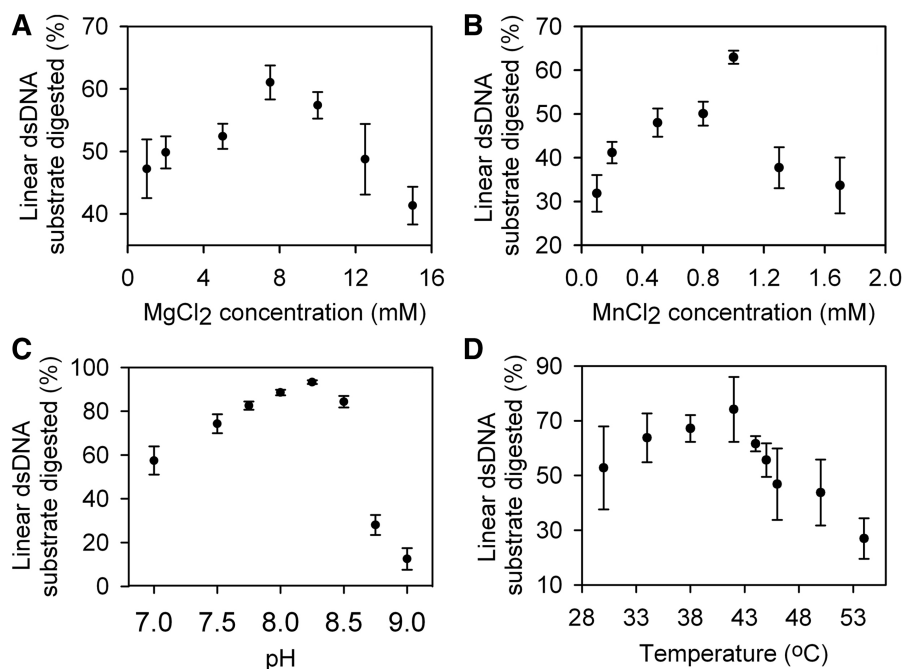 A
Linear dsDNA
substrate digested (%)
70
60
50
40
0 4 8 12 16
MgCl2 concentration (mM)
B
Linear dsDNA
substrate digested (%)
70
60
50
40
30
20
0.0 0.4 0.8 1.2 1.6 2.0
MnCl2 concentration (mM)
C
Linear dsDNA
substrate digested (%)
100
80
60
40
20
0
7.0 7.5 8.0 8.5 9.0
pH
D
Linear dsDNA
substrate digested (%)
90
70
50
30
10
28 33 38 43 48 53
Temperature (ºC)